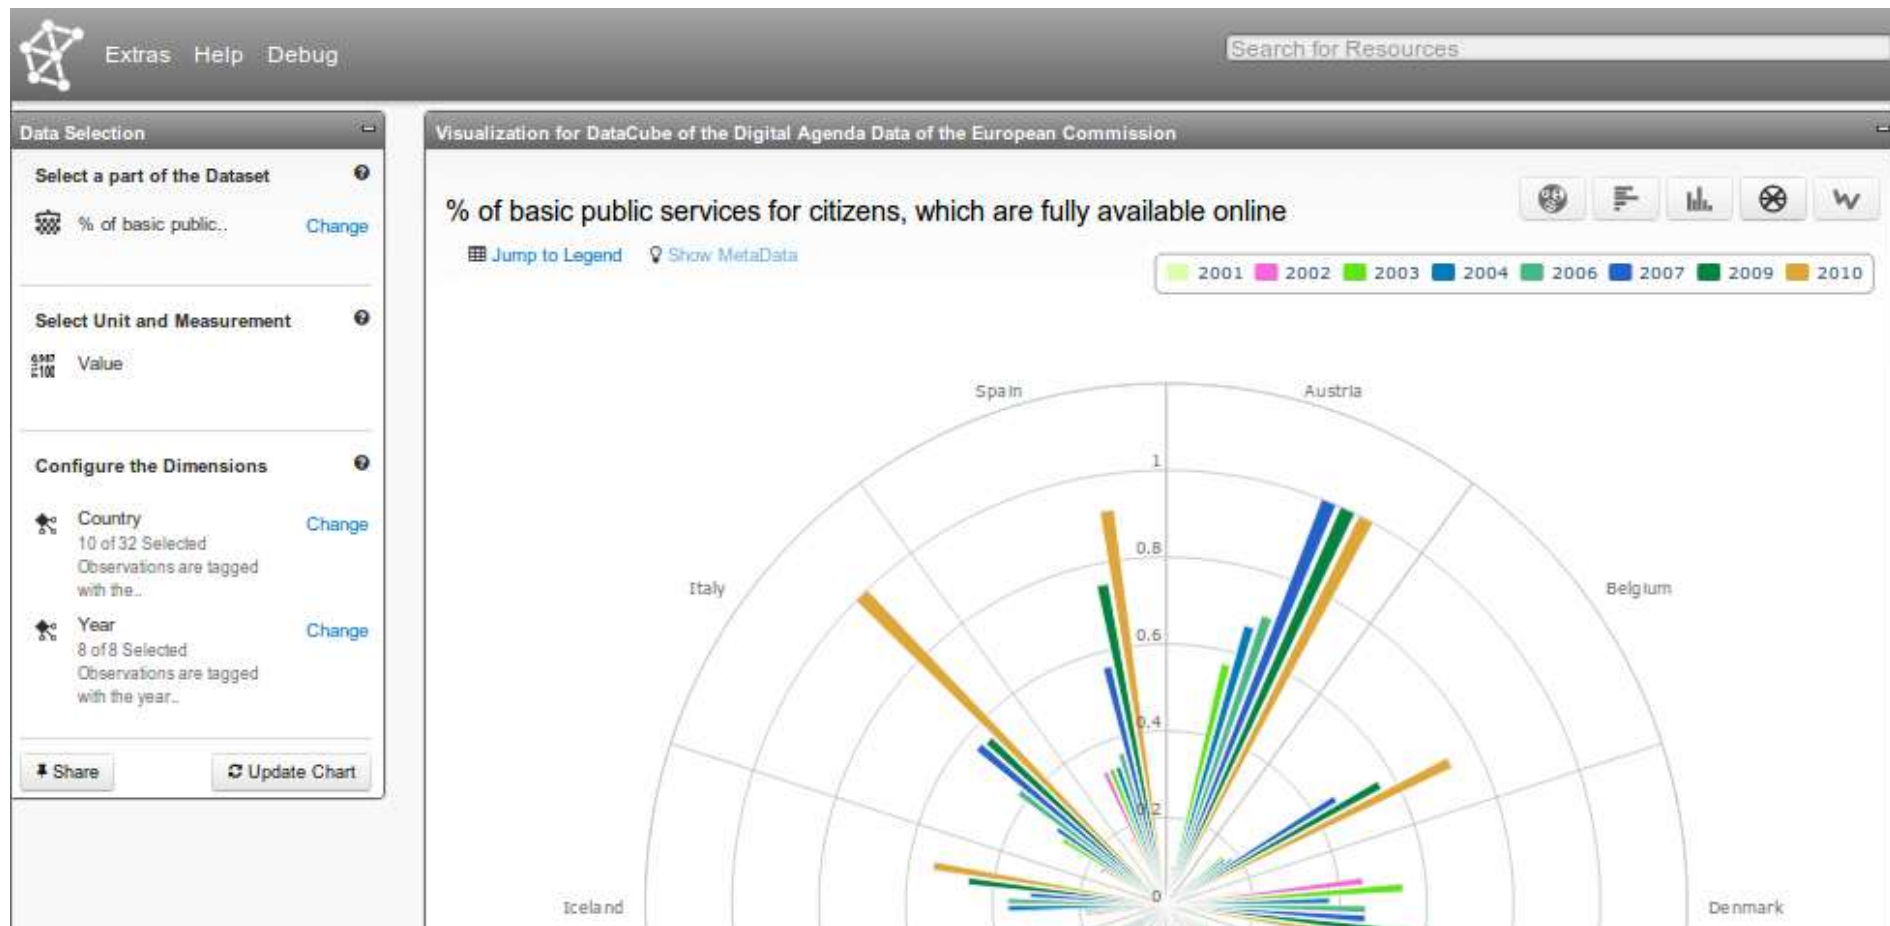 Extras Help Debug
Search for Resources
Data Selection
Select a part of the Dataset
% of basic public..
Change
Select Unit and Measurement
Value
Configure the Dimensions
Country
Change
10 of 32 Selected
Observations are tagged
with the..
Year
Change
8 of 8 Selected
Observations are tagged
with the year..
Share
Update Chart
Visualization for DataCube of the Digital Agenda Data of the European Commission
% of basic public services for citizens, which are fully available online
Jump to Legend Show MetaData
2001 2002 2003 2004 2006 2007 2009 2010
Spain
Austria
1
0.8
Italy
Belgium
0.6
0.4
0.2
0
Iceland
Denmark